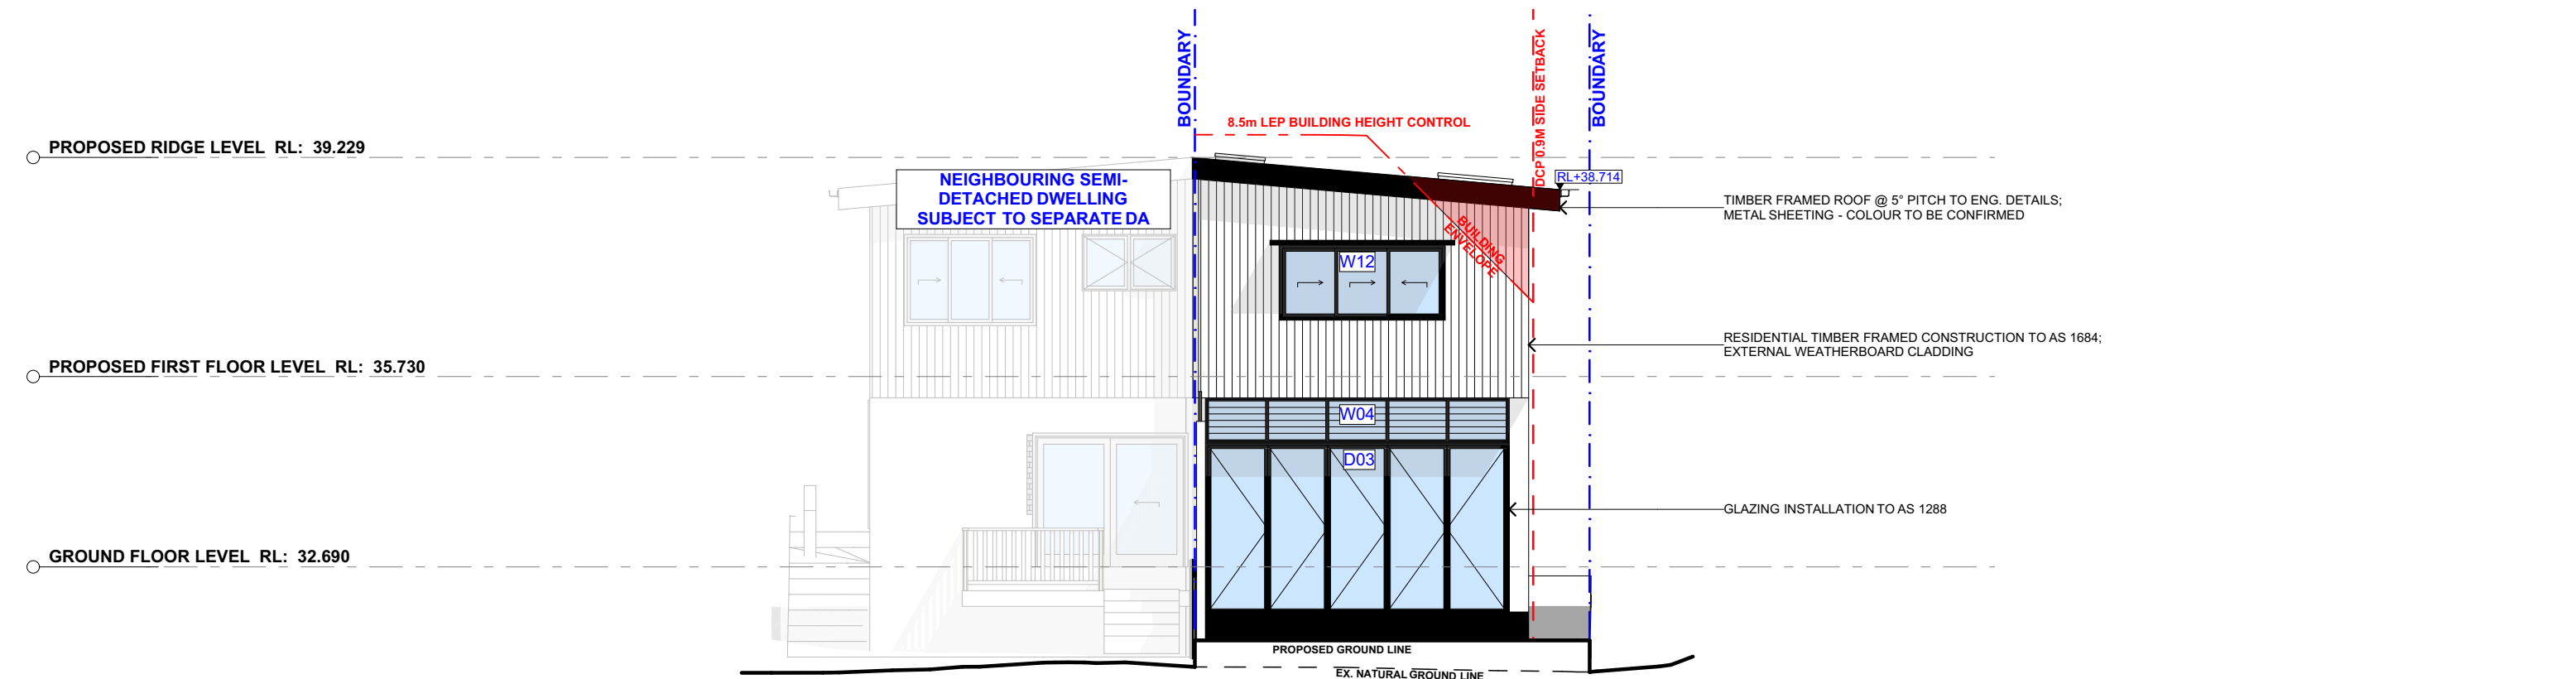 BOUNDARY
DCP 0.9M SIDE SETBACK
BOUNDARY
8.5m LEP BUILDING HEIGHT CONTROL
PROPOSED RIDGE LEVEL RL: 39.229
NEIGHBOURING SEMI-
DETACHED DWELLING
SUBJECT TO SEPARATE DA
RL+38.714
TIMBER FRAMED ROOF @ 5° PITCH TO ENG. DETAILS;
METAL SHEETING - COLOUR TO BE CONFIRMED
BUILDING
ENVELOPE
W12
RESIDENTIAL TIMBER FRAMED CONSTRUCTION TO AS 1684;
EXTERNAL WEATHERBOARD CLADDING
PROPOSED FIRST FLOOR LEVEL RL: 35.730
W04
D03
GLAZING INSTALLATION TO AS 1288
GROUND FLOOR LEVEL RL: 32.690
PROPOSED GROUND LINE
EX. NATURAL GROUND LINE